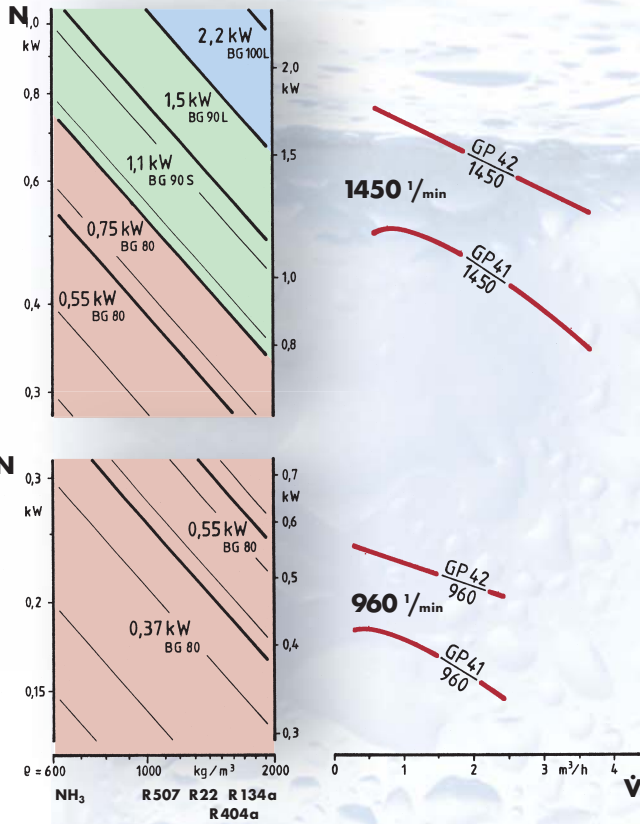 N
1,0
kW
0,8
0,6
0,4
0,3
2,2 kW
BG 100L
1,5 kW
BG 90 L
1,1 kW
BG 90 S
0,75 kW
BG 80
0,55 kW
BG 80
2,0
kW
1,5
1,0
0,8
GP 42
1450
1450 1/min
GP41
1450
N
0,3
kW
0,2
0,15
0,55 kW
BG 80
0,37 kW
BG 80
0,7
kW
0,6
0,5
0,4
0,3
GP 42
960
960 1/min
GP41
960
ϱ = 600 1000 kg/m³ 2000
NH₃ R507 R22 R134a
R404a
0 1 2 3 m³/h 4
V̇